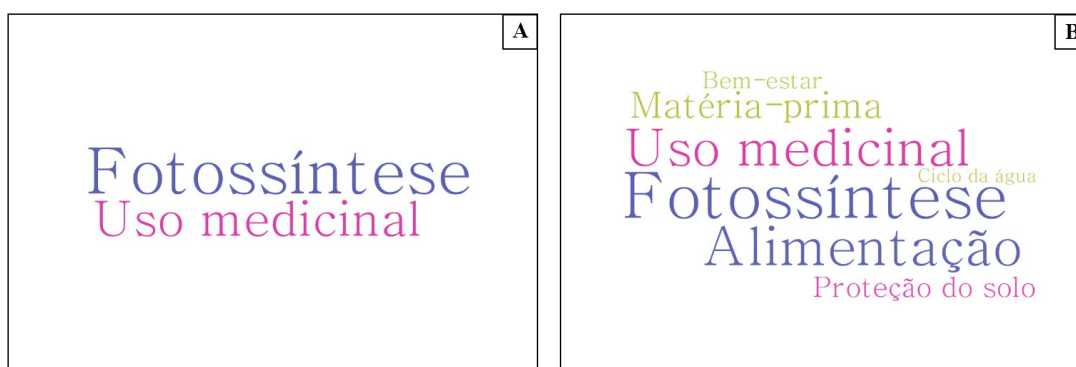 A
Fotossíntese
Uso medicinal
B
Bem-estar
Matéria-prima
Uso medicinal
Ciclo da água
Fotossíntese
Alimentação
Proteção do solo